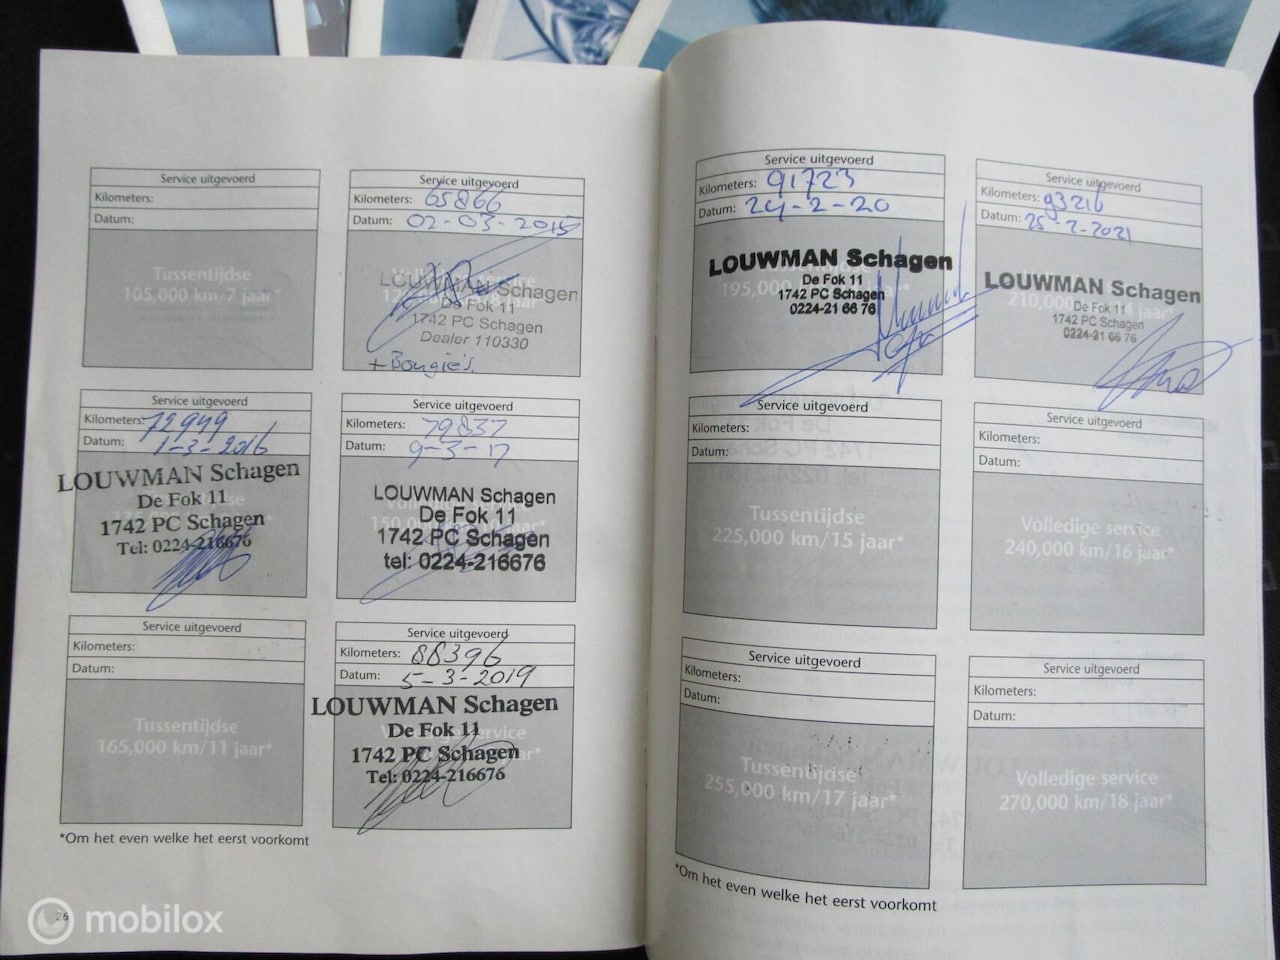 Service uitgevoerd
Kilometers:
Datum:
Tussentijdse
105,000 km/7 jaar*
Service uitgevoerd
Kilometers: 65866
Datum: 02-03-2015
LOUWMAN Schagen
De Fok 11
1742 PC Schagen
Dealer 110330
+ Bougie's
Service uitgevoerd
Kilometers: 72949
Datum: 1-3-2016
LOUWMAN Schagen
De Fok 11
1742 PC Schagen
Tel: 0224-216676
Service uitgevoerd
Kilometers: 79837
Datum: 9-3-17
LOUWMAN Schagen
De Fok 11
1742 PC Schagen
tel: 0224-216676
Service uitgevoerd
Kilometers:
Datum:
Tussentijdse
165,000 km/11 jaar*
Service uitgevoerd
Kilometers: 88396
Datum: 5-3-2019
LOUWMAN Schagen
De Fok 11
1742 PC Schagen
Tel: 0224-216676
*Om het even welke het eerst voorkomt
26
Service uitgevoerd
Kilometers: 91723
Datum: 24-2-20
LOUWMAN Schagen
De Fok 11
1742 PC Schagen
0224-21 66 76
Service uitgevoerd
Kilometers: 93216
Datum: 25-2-2021
LOUWMAN Schagen
De Fok 11
1742 PC Schagen
0224-21 66 76
Service uitgevoerd
Kilometers:
Datum:
Tussentijdse
225,000 km/15 jaar*
Service uitgevoerd
Kilometers:
Datum:
Volledige service
240,000 km/16 jaar*
Service uitgevoerd
Kilometers:
Datum:
Tussentijdse
255,000 km/17 jaar*
Service uitgevoerd
Kilometers:
Datum:
Volledige service
270,000 km/18 jaar*
*Om het even welke het eerst voorkomt
mobilox